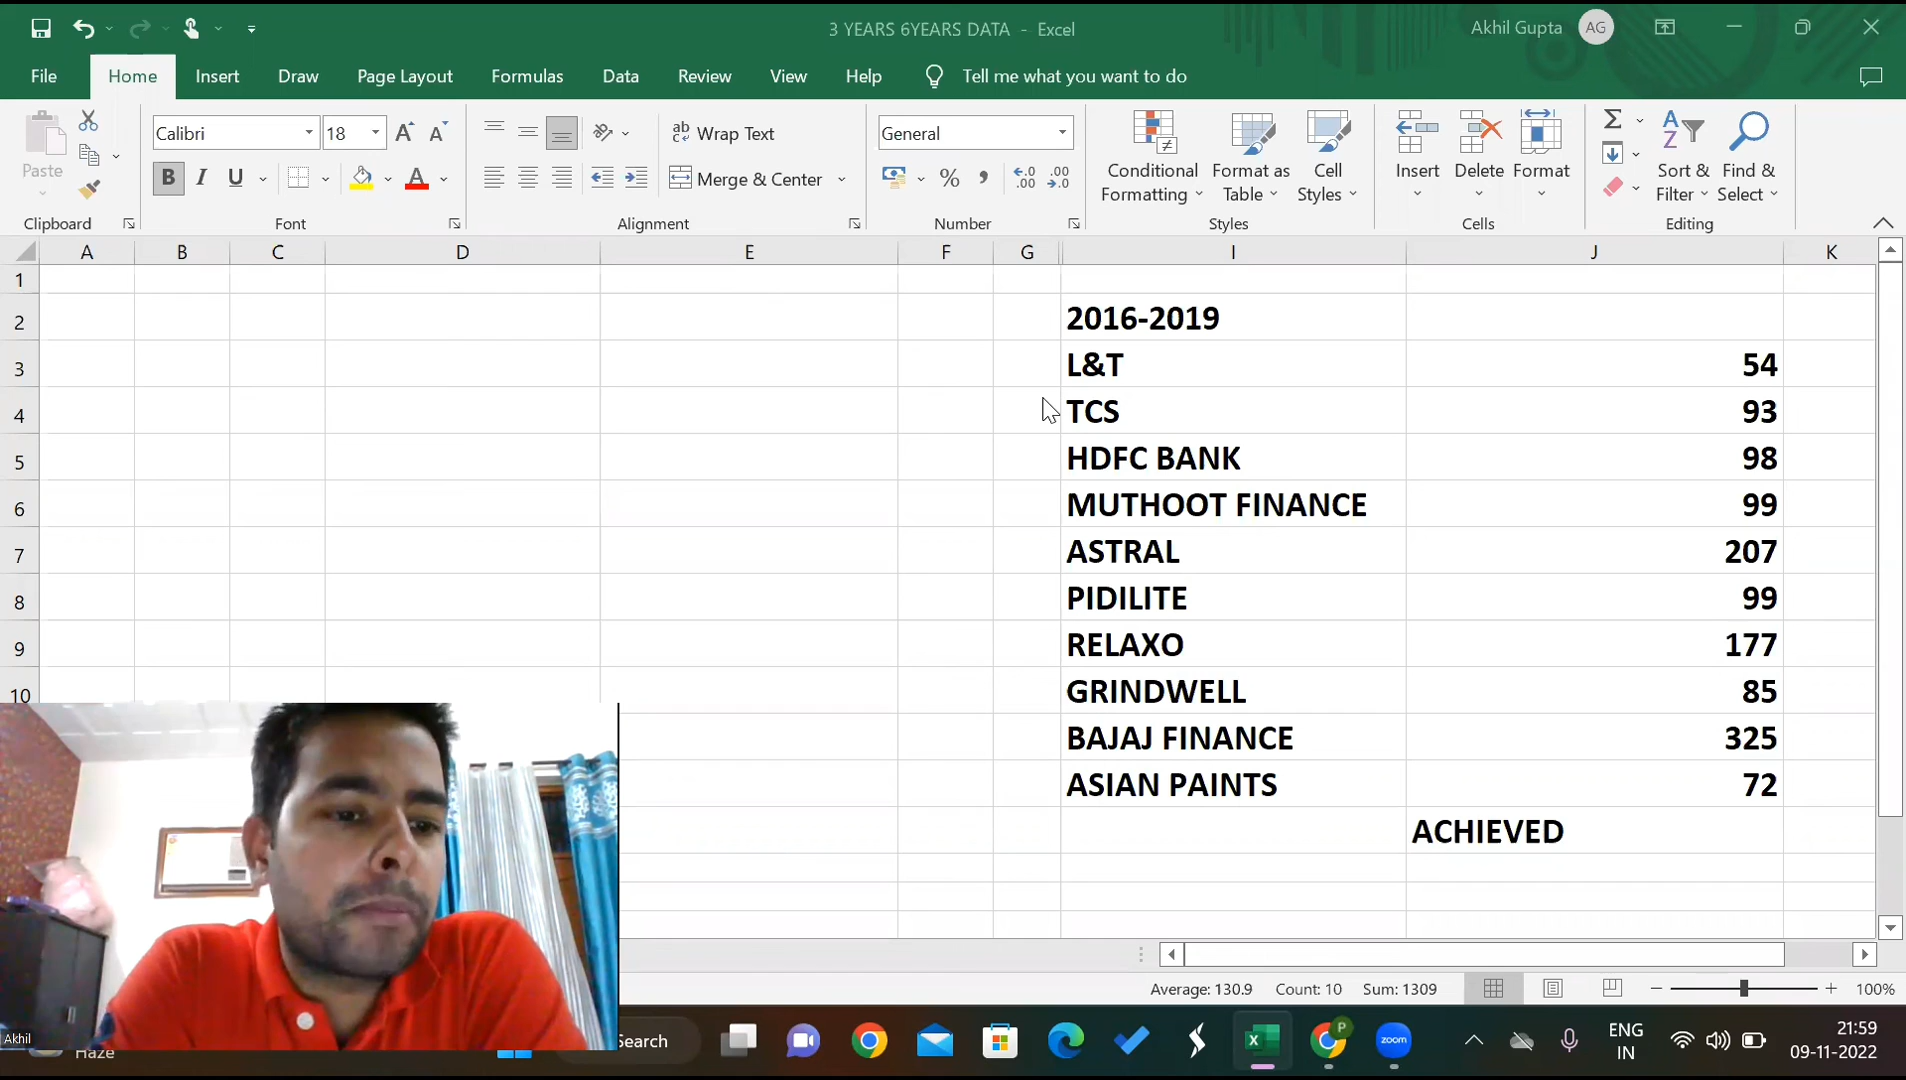 3 YEARS 6YEARS DATA - Excel
Akhil Gupta AG
File Home Insert Draw Page Layout Formulas Data Review View Help Tell me what you want to do
Paste
Clipboard
Calibri 18
B I U
Font
Wrap Text
Merge & Center
Alignment
General
Number
Conditional Formatting
Format as Table
Cell Styles
Styles
Insert
Delete
Format
Cells
Sort & Filter
Find & Select
Editing
A B C D E F G I J K
1
2 2016-2019
3 L&T 54
4 TCS 93
5 HDFC BANK 98
6 MUTHOOT FINANCE 99
7 ASTRAL 207
8 PIDILITE 99
9 RELAXO 177
10 GRINDWELL 85
BAJAJ FINANCE 325
ASIAN PAINTS 72
ACHIEVED
Average: 130.9 Count: 10 Sum: 1309 100%
Akhil
Haze
Search
P
zoom
ENG
IN
21:59
09-11-2022